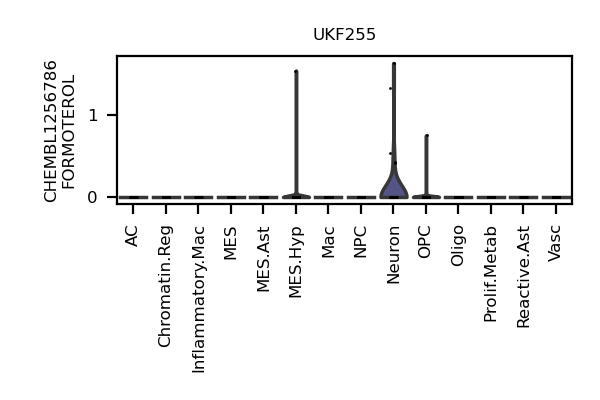 UKF255
CHEMBL1256786
FORMOTEROL
1
0
AC
Chromatin.Reg
Inflammatory.Mac
MES
MES.Ast
MES.Hyp
Mac
NPC
Neuron
OPC
Oligo
Prolif.Metab
Reactive.Ast
Vasc